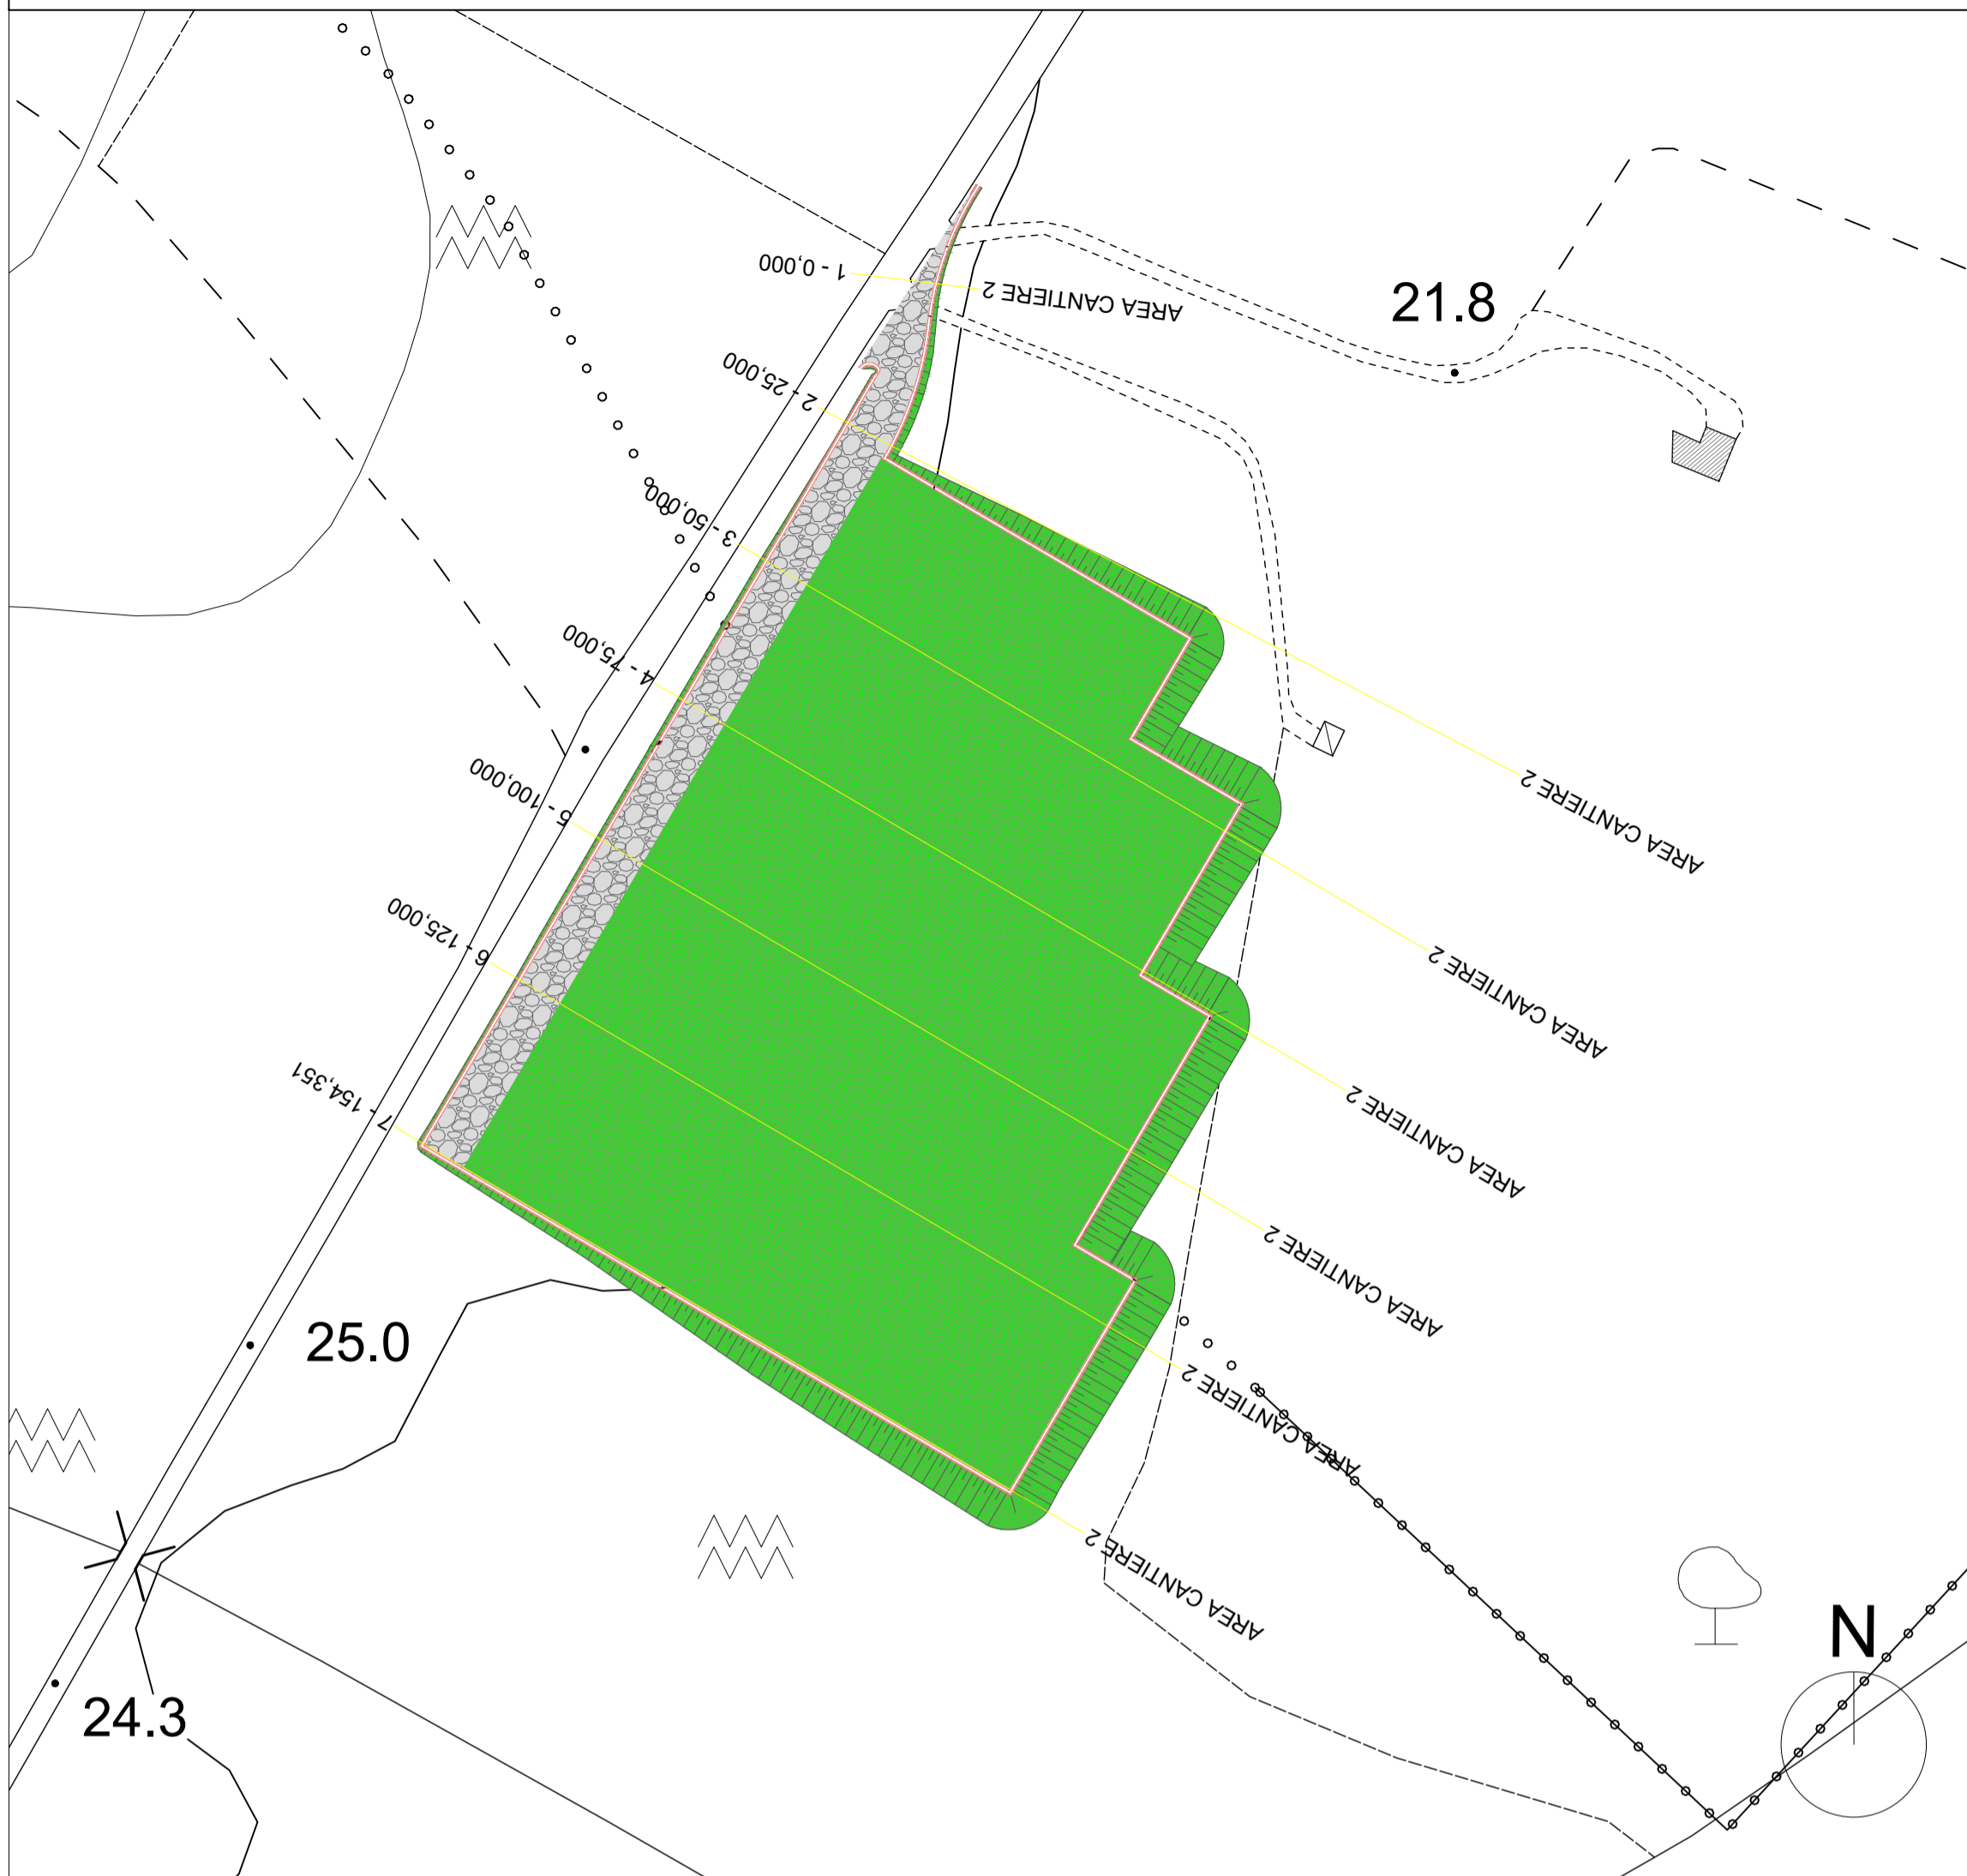 21.8
1 - 0,000
AREA CANTIERE 2
2 - 25,000
AREA CANTIERE 2
3 - 50,000
AREA CANTIERE 2
4 - 75,000
AREA CANTIERE 2
5 - 100,000
AREA CANTIERE 2
6 - 125,000
AREA CANTIERE 2
7 - 154,351
AREA CANTIERE 2
25.0
24.3
N